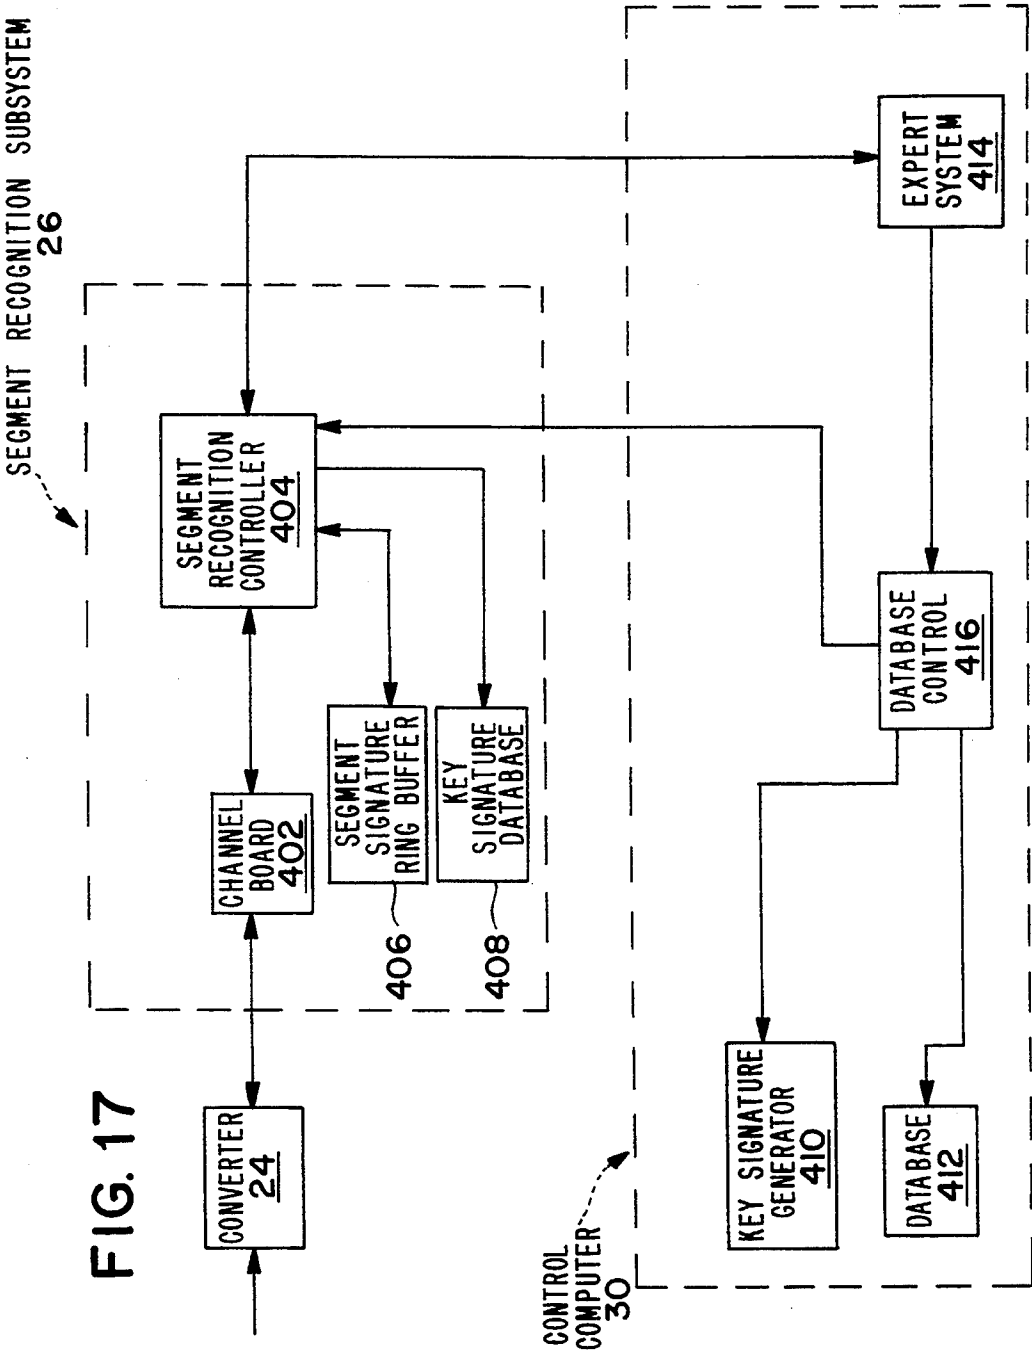 FIG. 17
SEGMENT RECOGNITION SUBSYSTEM
26
CONVERTER
24
CHANNEL
BOARD
402
SEGMENT
RECOGNITION
CONTROLLER
404
SEGMENT
SIGNATURE
RING BUFFER
406
KEY
SIGNATURE
DATABASE
408
CONTROL
COMPUTER
30
KEY SIGNATURE
GENERATOR
410
DATABASE
412
DATABASE
CONTROL
416
EXPERT
SYSTEM
414